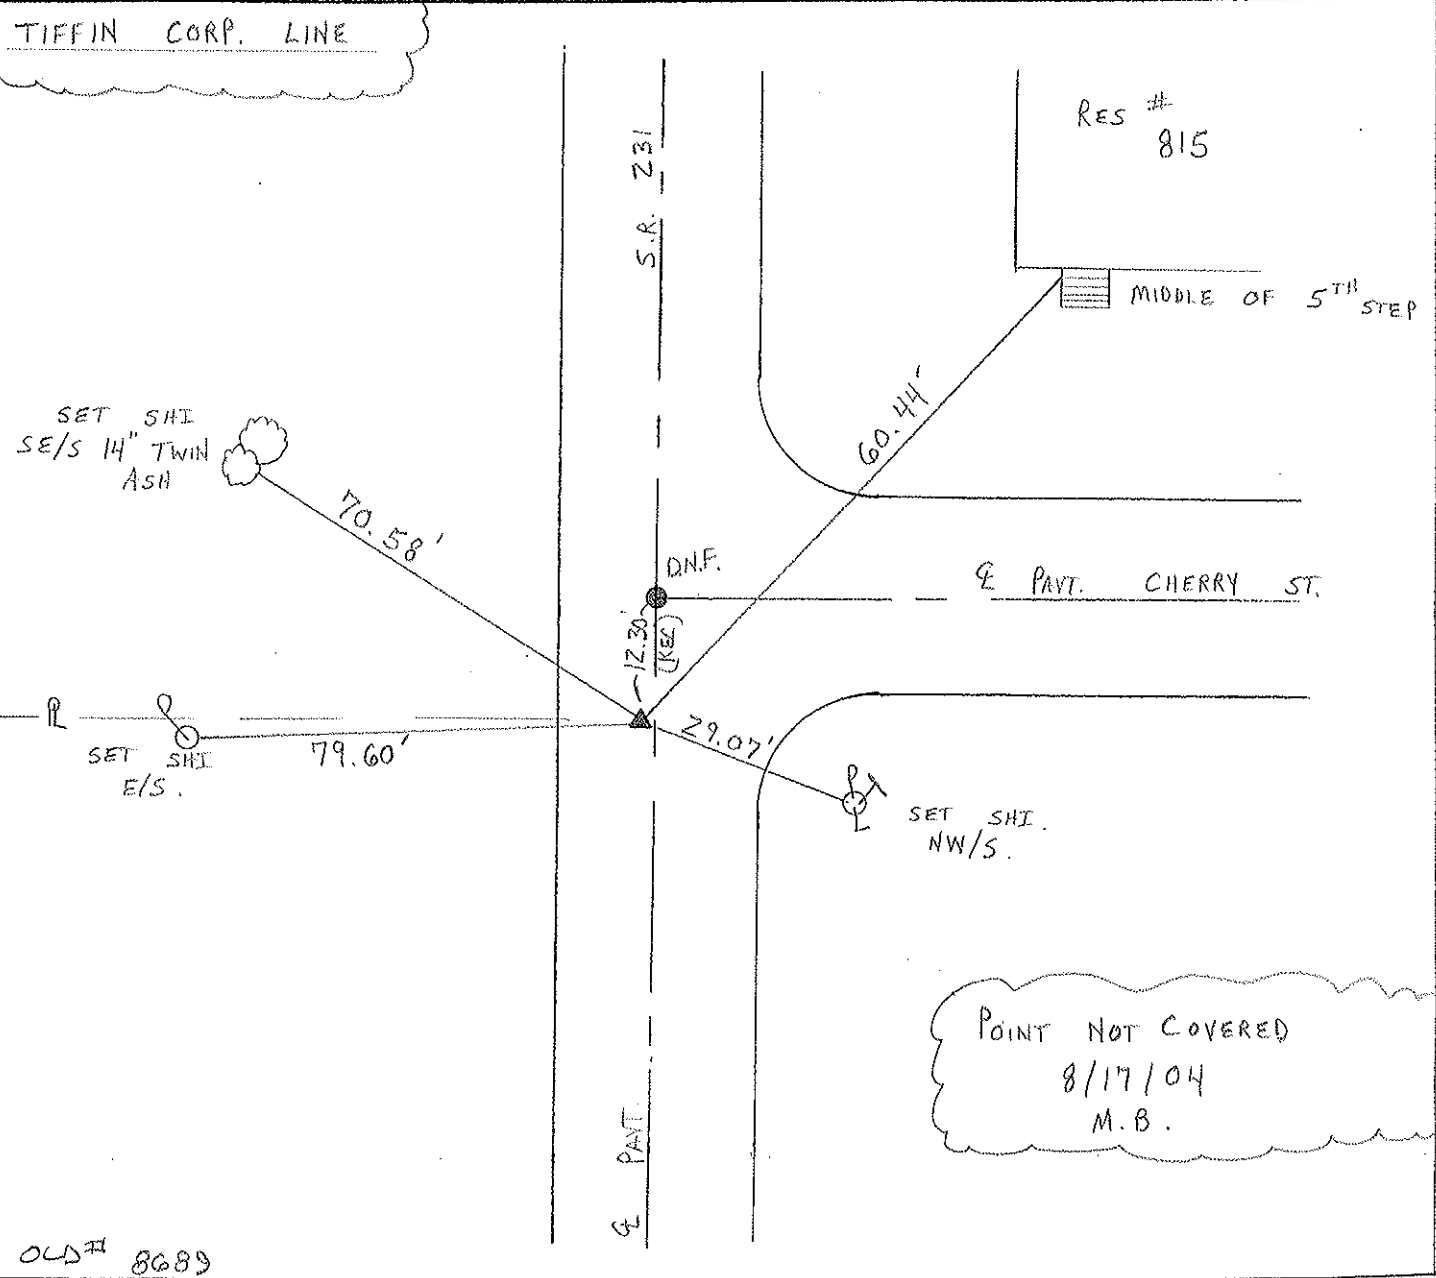 TIFFIN CORP. LINE
RES #
815
S.R. 231
MIDDLE OF 5TH STEP
60.44'
SET SHI
SE/S 14" TWIN
ASH
70.58'
D.N.F.
℄ PAVT. CHERRY ST.
12.30
(REC)
PL
79.60'
29.07'
SET SHI
E/S.
SET SHI.
NW/S.
POINT NOT COVERED
8/17/04
M.B.
℄ PAVT.
OLD# 8689